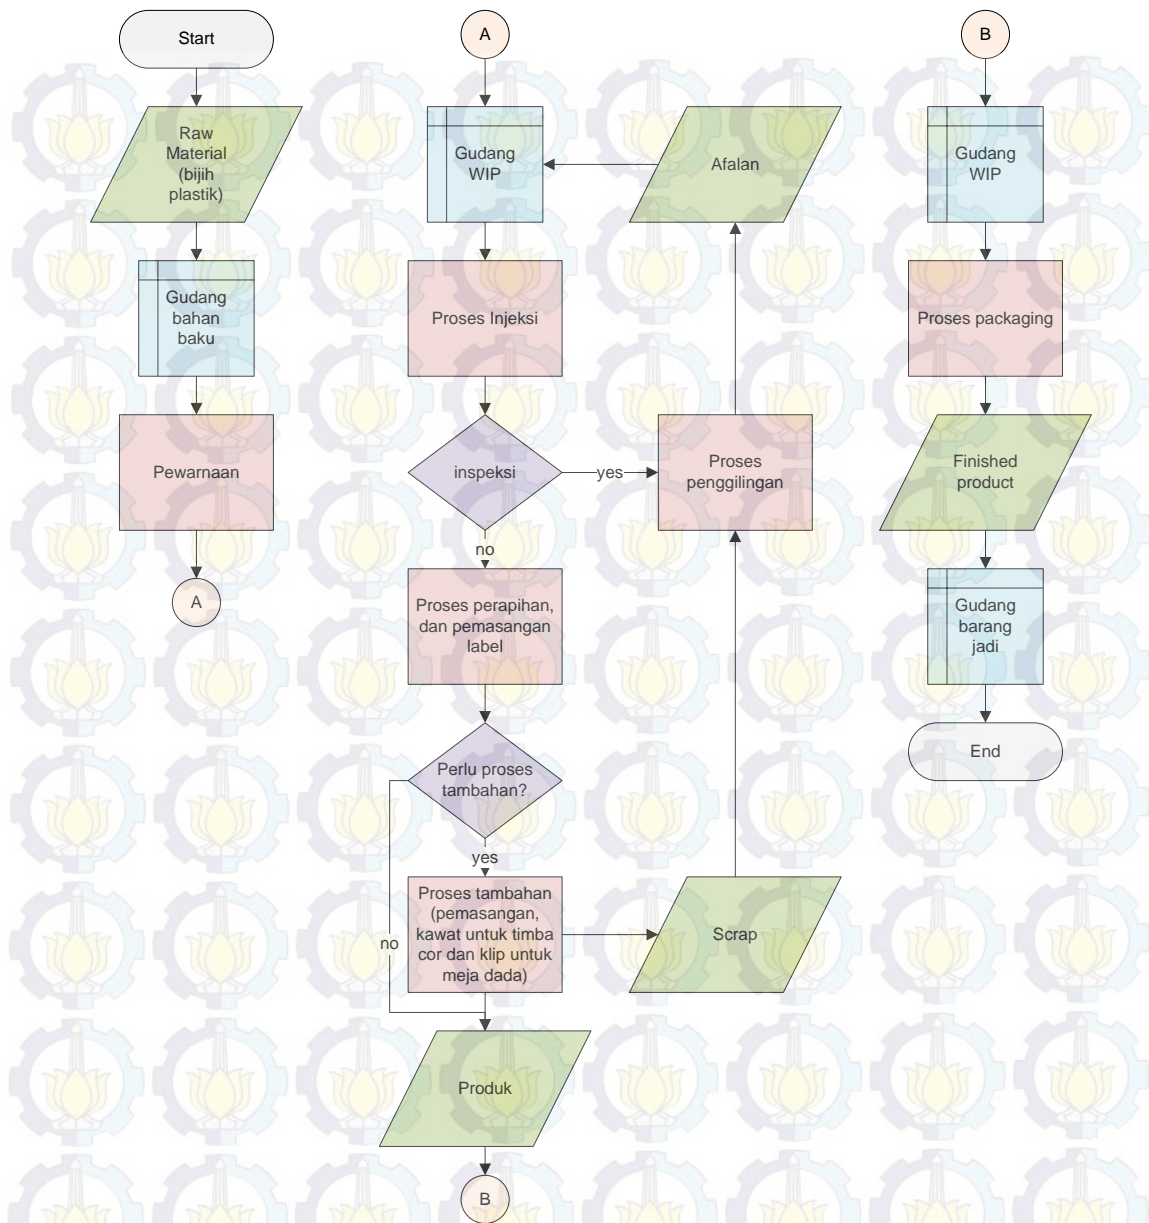 Start
Raw
Material
(bijih
plastik)
Gudang
bahan
baku
Pewarnaan
A
A
Gudang
WIP
Afalan
Proses Injeksi
inspeksi
yes
Proses
penggilingan
no
Proses perapihan,
dan pemasangan
label
Perlu proses
tambahan?
yes
no
Proses tambahan
(pemasangan,
kawat untuk timba
cor dan klip untuk
meja dada)
Scrap
Produk
B
B
Gudang
WIP
Proses packaging
Finished
product
Gudang
barang
jadi
End